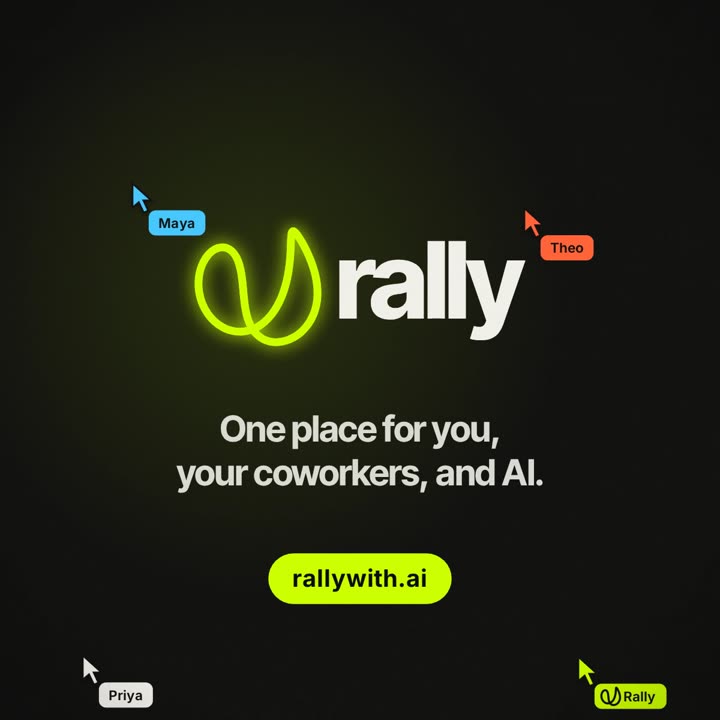 Maya
Theo
rally
One place for you,
your coworkers, and AI.
rallywith.ai
Priya
Rally